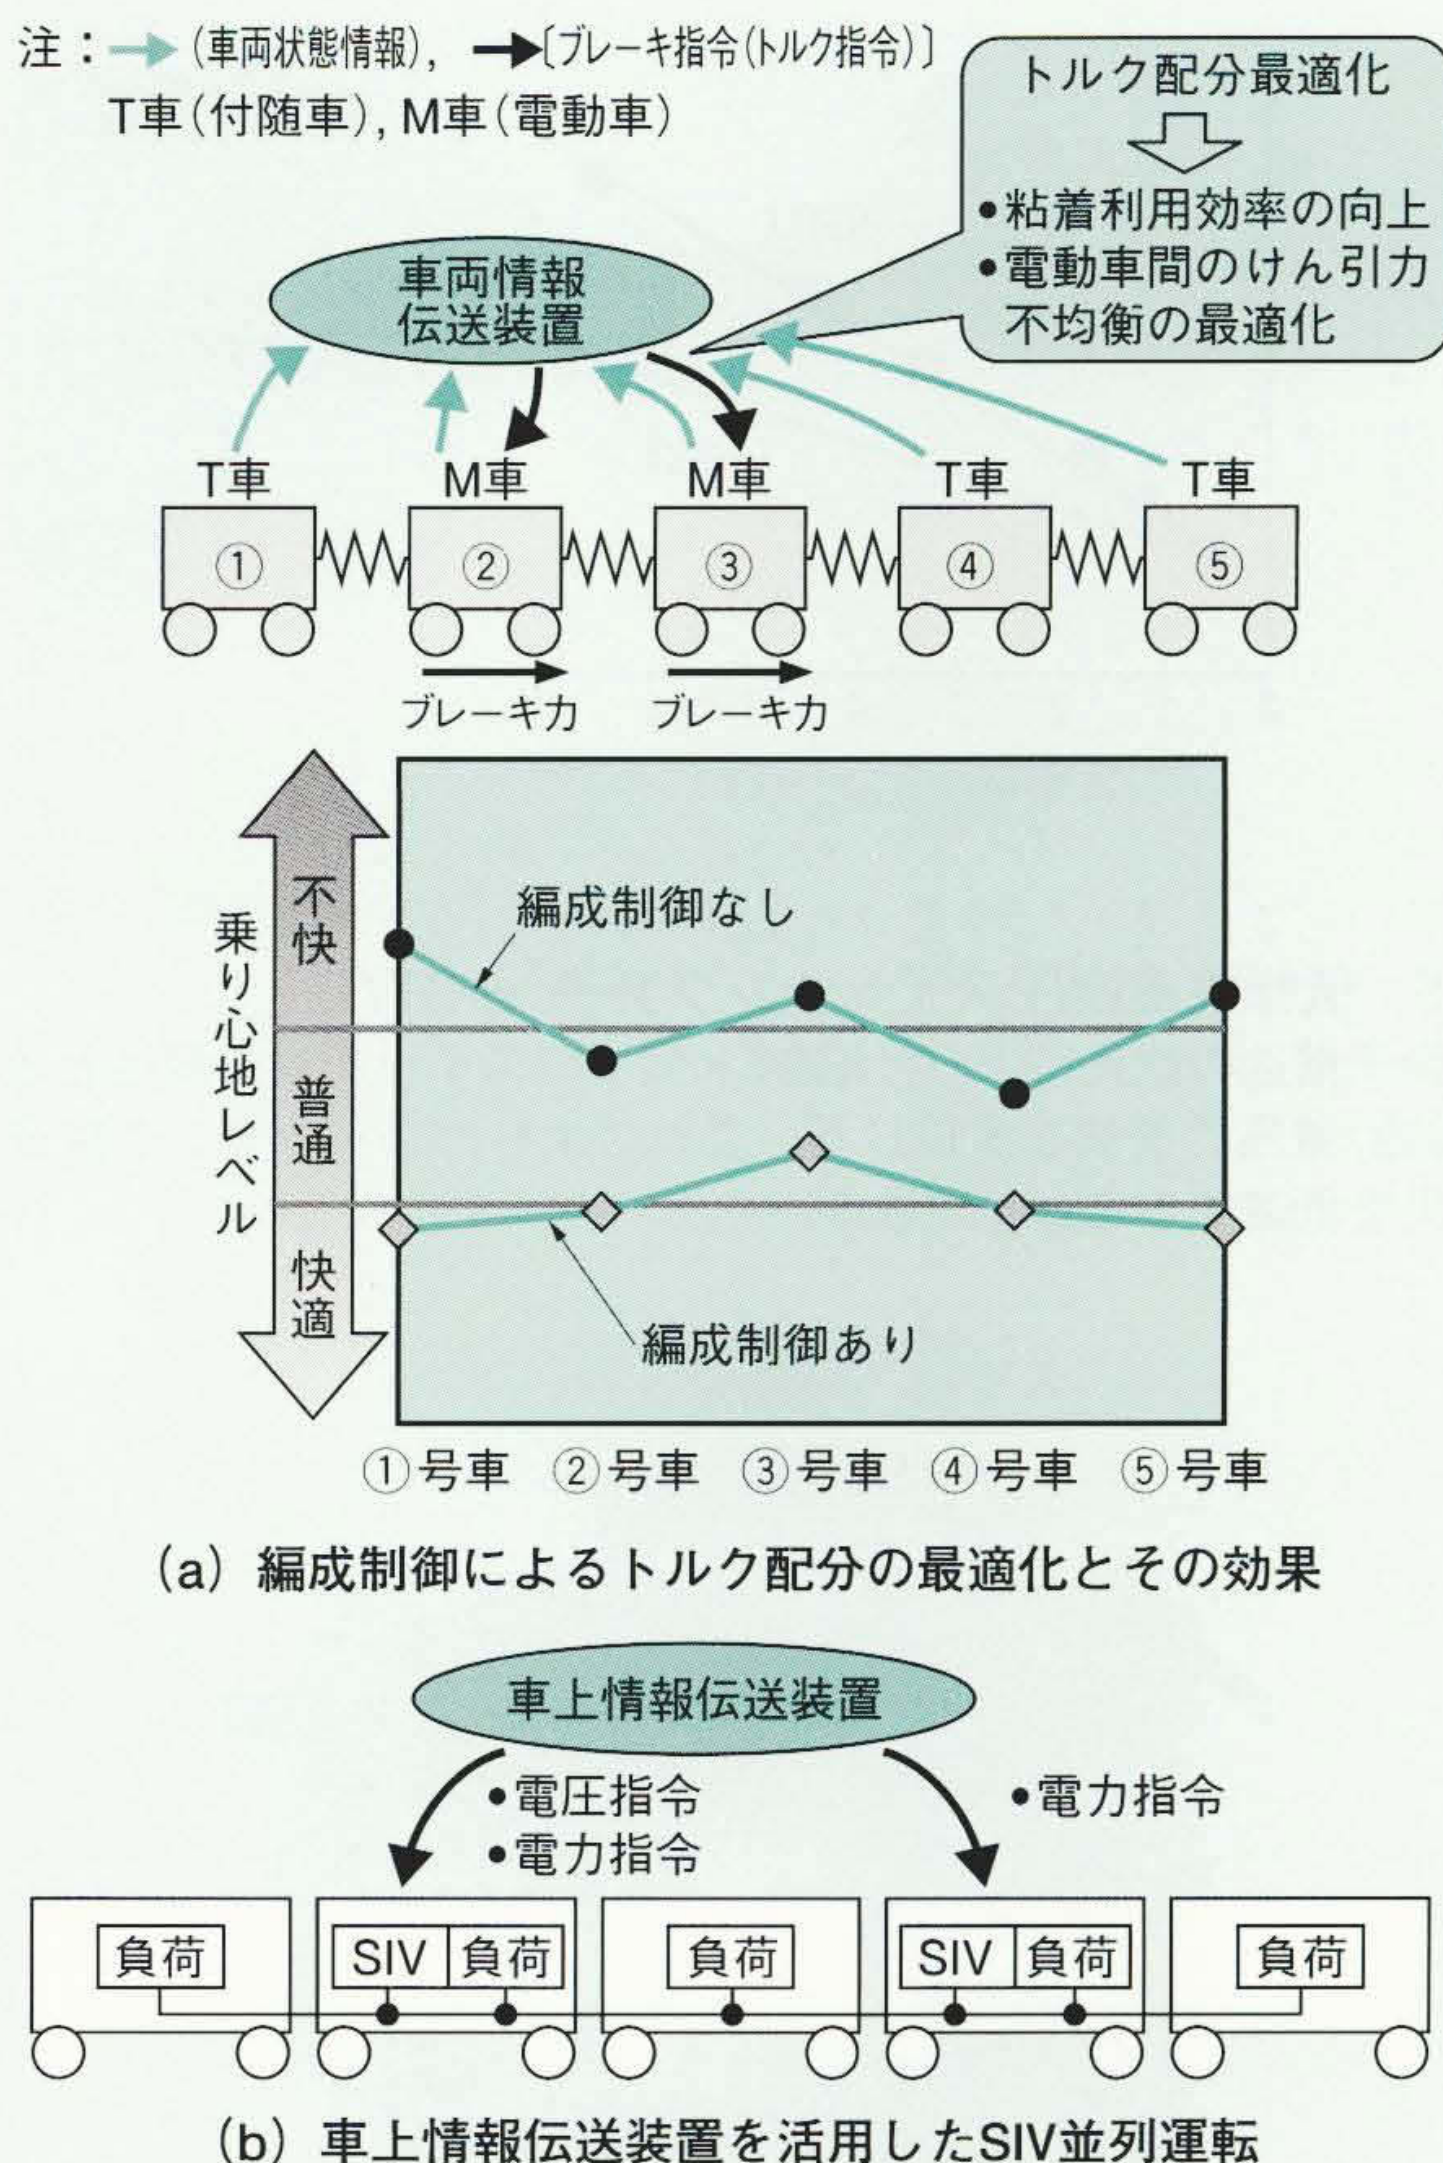 注：（車両状態情報），〔ブレーキ指令（トルク指令）〕
T車（付随車），M車（電動車）
トルク配分最適化
●粘着利用効率の向上
●電動車間のけん引力
不均衡の最適化
車両情報
伝送装置
T車 M車 M車 T車 T車
① ② ③ ④ ⑤
ブレーキ力 ブレーキ力
乗り心地レベル
不快
普通
快適
編成制御なし
編成制御あり
①号車 ②号車 ③号車 ④号車 ⑤号車
（a）編成制御によるトルク配分の最適化とその効果
車上情報伝送装置
●電圧指令
●電力指令
●電力指令
負荷 SIV 負荷 負荷 SIV 負荷 負荷
（b）車上情報伝送装置を活用したSIV並列運転